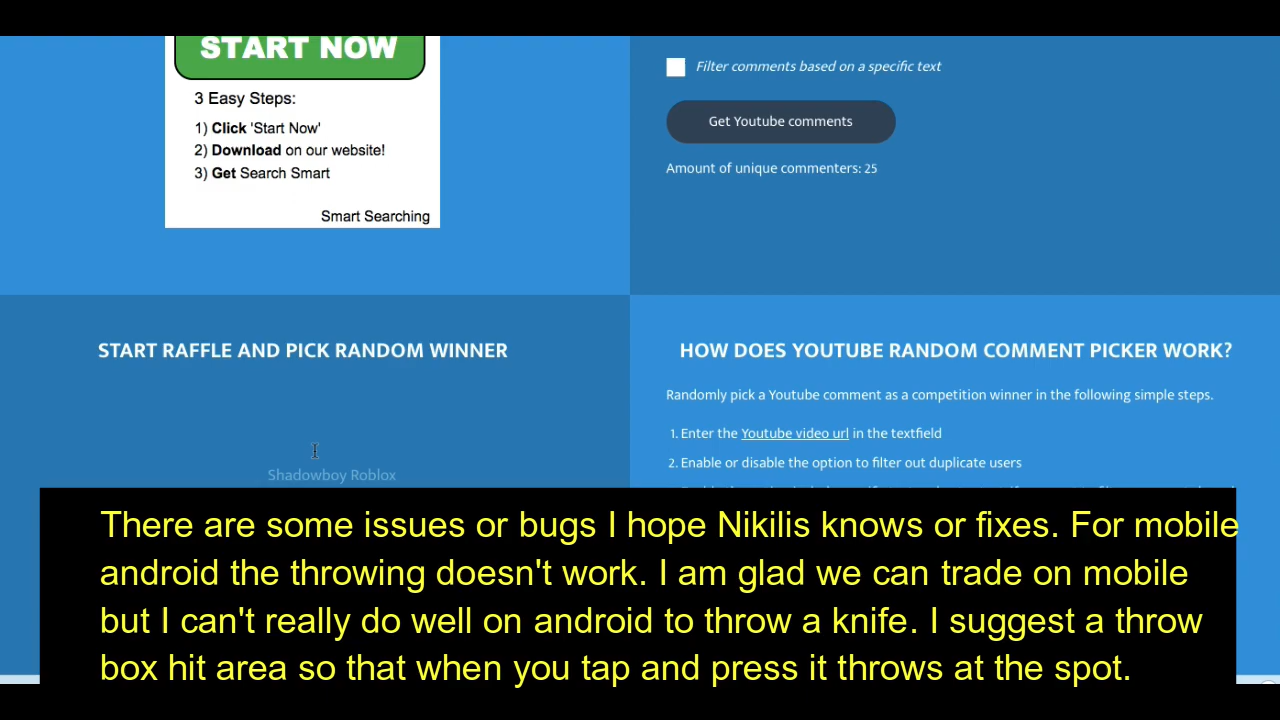 START NOW
3 Easy Steps:
1) Click 'Start Now'
2) Download on our website!
3) Get Search Smart
Smart Searching
Filter comments based on a specific text
Get Youtube comments
Amount of unique commenters: 25
START RAFFLE AND PICK RANDOM WINNER
Shadowboy Roblox
HOW DOES YOUTUBE RANDOM COMMENT PICKER WORK?
Randomly pick a Youtube comment as a competition winner in the following simple steps.
1. Enter the Youtube video url in the textfield
2. Enable or disable the option to filter out duplicate users
There are some issues or bugs I hope Nikilis knows or fixes. For mobile
android the throwing doesn't work. I am glad we can trade on mobile
but I can't really do well on android to throw a knife. I suggest a throw
box hit area so that when you tap and press it throws at the spot.